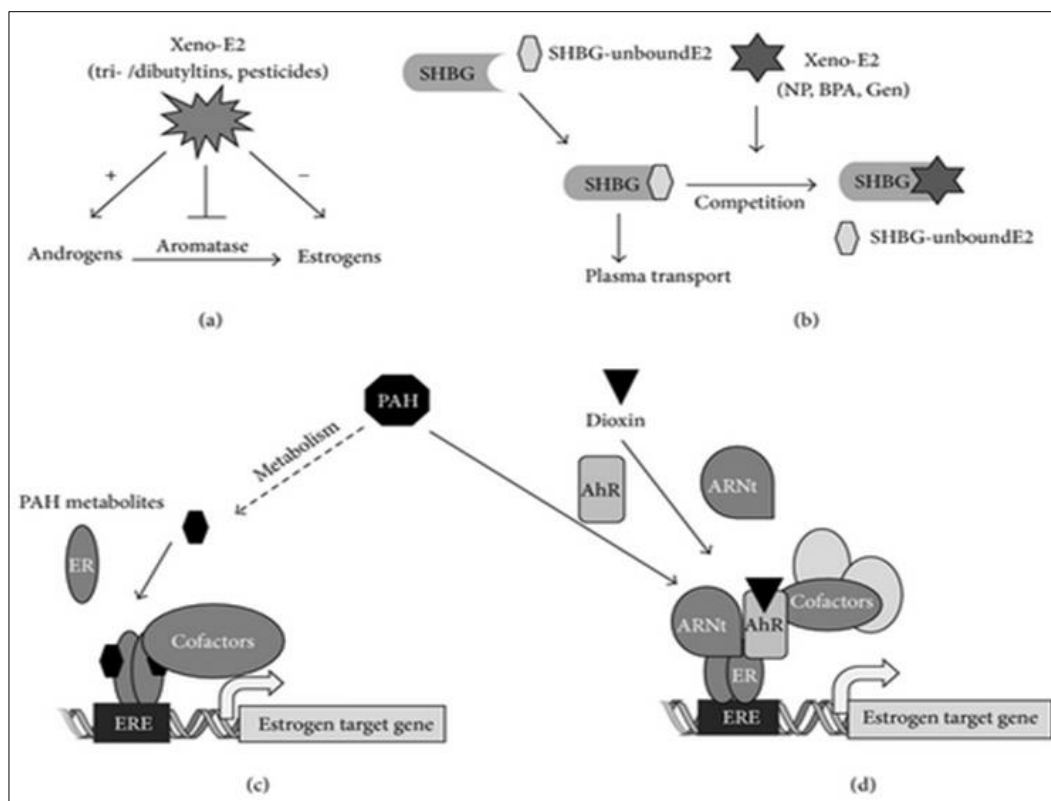 Xeno-E2
(tri- /dibutyltins, pesticides)
+
–
Androgens
Aromatase
Estrogens
(a)
SHBG
SHBG-unboundE2
Xeno-E2
(NP, BPA, Gen)
SHBG
Competition
SHBG
SHBG-unboundE2
Plasma transport
(b)
PAH
Metabolism
PAH metabolites
ER
Cofactors
ERE
Estrogen target gene
(c)
Dioxin
AhR
ARNt
ARNt
AhR
Cofactors
ER
ERE
Estrogen target gene
(d)